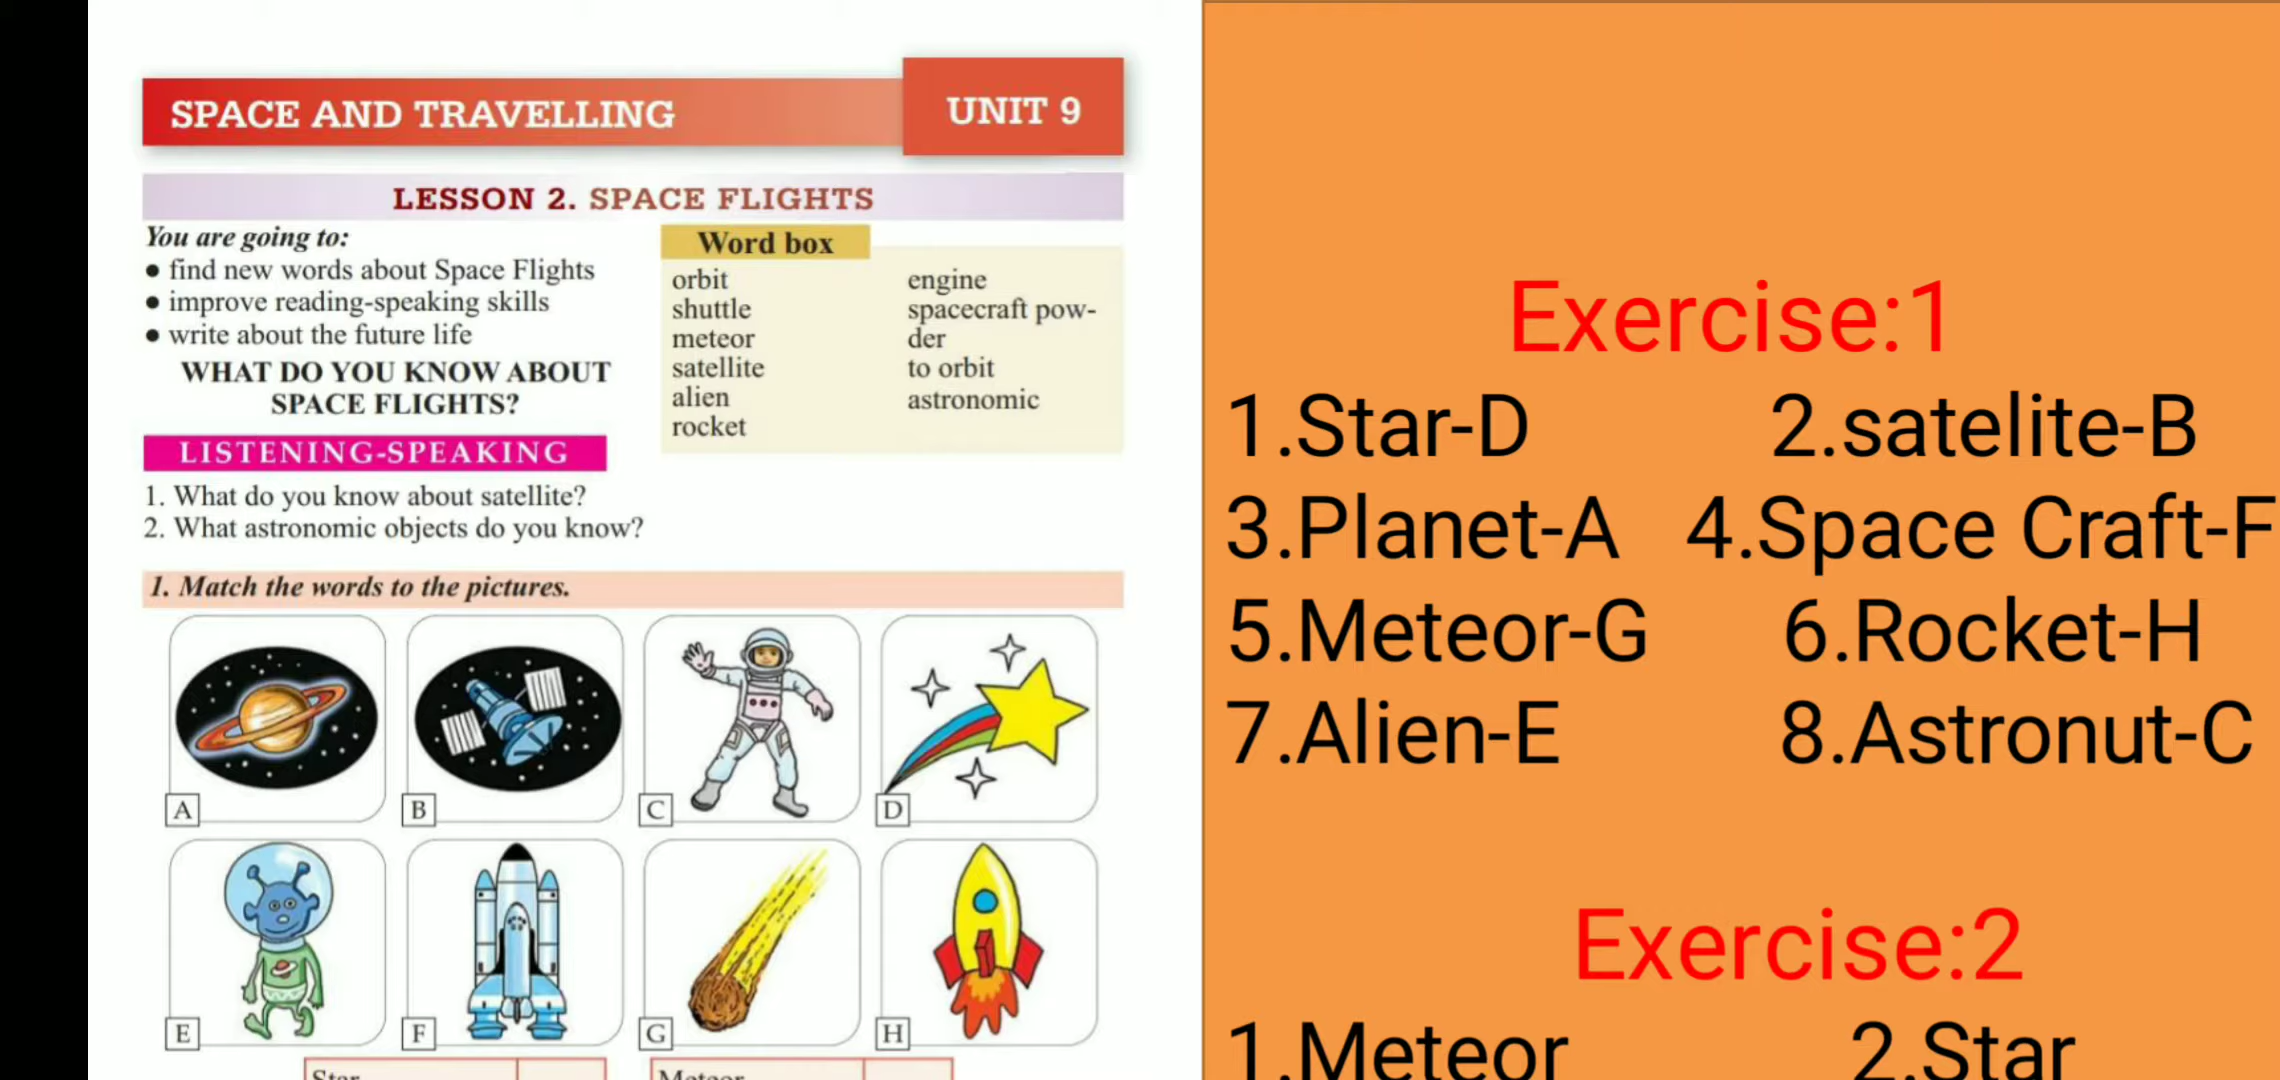 SPACE AND TRAVELLING
UNIT 9
LESSON 2. SPACE FLIGHTS
You are going to:
● find new words about Space Flights
● improve reading-speaking skills
● write about the future life
WHAT DO YOU KNOW ABOUT
SPACE FLIGHTS?
Word box
orbit
shuttle
meteor
satellite
alien
rocket
engine
spacecraft pow-
der
to orbit
astronomic
LISTENING-SPEAKING
1. What do you know about satellite?
2. What astronomic objects do you know?
1. Match the words to the pictures.
A
B
C
D
E
F
G
H
Star
Meteor
Exercise:1
1.Star-D 2.satelite-B
3.Planet-A 4.Space Craft-F
5.Meteor-G 6.Rocket-H
7.Alien-E 8.Astronut-C
Exercise:2
1.Meteor 2.Star